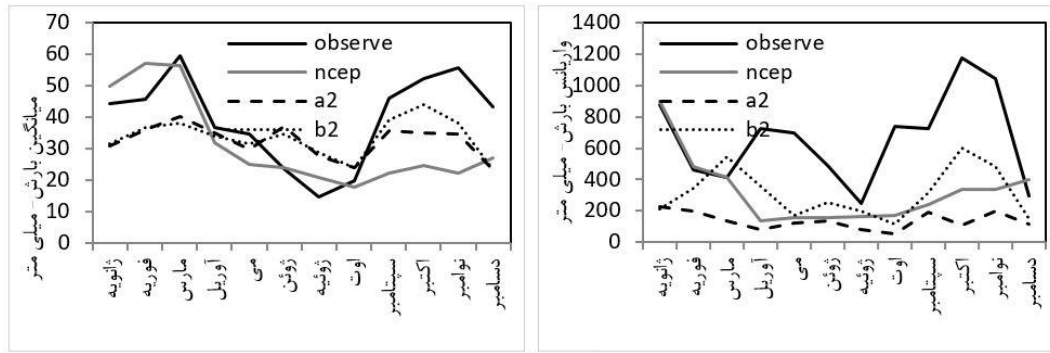 میانگین بارش - میلی متر
70
60
50
40
30
20
10
0
observe
ncep
a2
b2
ژانویه
فوریه
مارس
آوریل
می
ژوئن
ژوئیه
اوت
سپتامبر
اکتبر
نوامبر
دسامبر
واریانس بارش - میلی متر
1400
1200
1000
800
600
400
200
0
observe
ncep
a2
b2
ژانویه
فوریه
مارس
آوریل
می
ژوئن
ژوئیه
اوت
سپتامبر
اکتبر
نوامبر
دسامبر